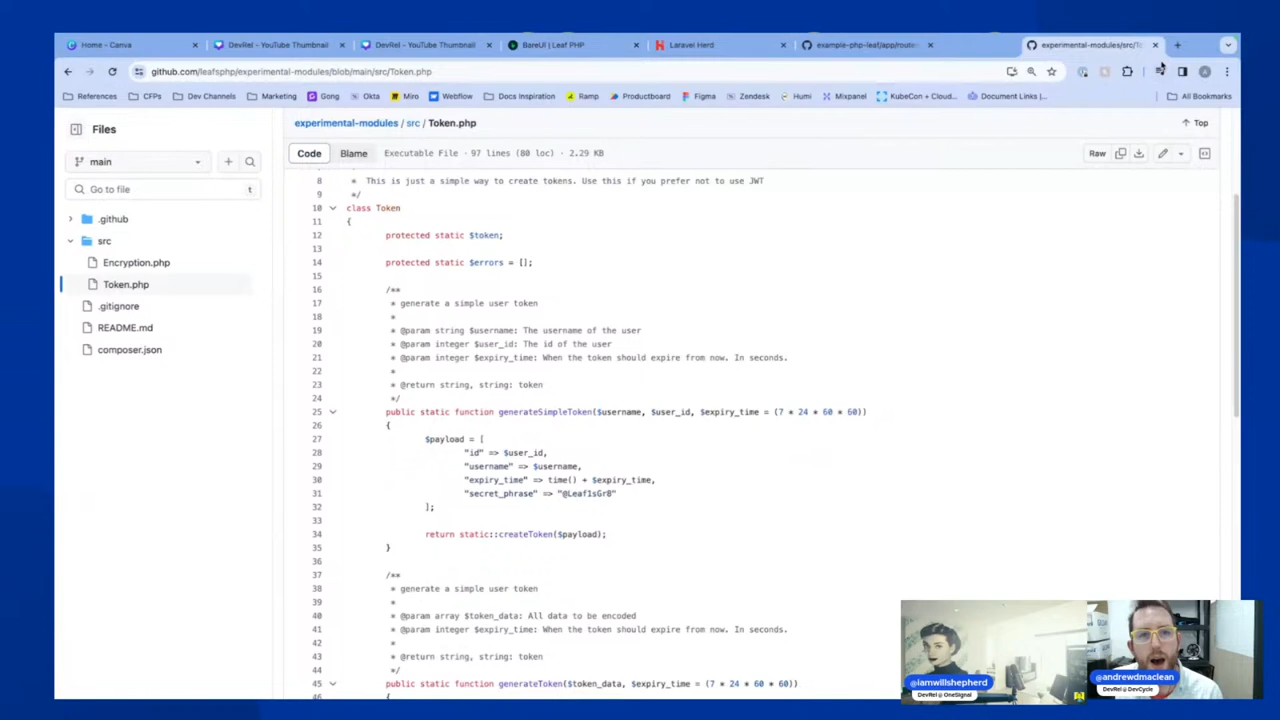 Home - Canva
DevRel - YouTube Thumbnail
DevRel - YouTube Thumbnail
BareUI | Leaf PHP
Laravel Herd
example-php-leaf/app/route
experimental-modules/src/To
github.com/leafsphp/experimental-modules/blob/main/src/Token.php
References
CFPs
Dev Channels
Marketing
Gong
Okta
Miro
Webflow
Docs Inspiration
Ramp
Productboard
Figma
Zendesk
Humi
Mixpanel
KubeCon + Cloud...
Document Links |...
All Bookmarks
Files
main
Go to file
t
.github
src
Encryption.php
Token.php
.gitignore
README.md
composer.json
experimental-modules / src / Token.php
Top
Code
Blame
Executable File · 97 lines (80 loc) · 2.29 KB
Raw
8 * This is just a simple way to create tokens. Use this if you prefer not to use JWT
9 */
10 class Token
11 {
12 protected static $token;
13
14 protected static $errors = [];
15
16 /**
17 * generate a simple user token
18 *
19 * @param string $username: The username of the user
20 * @param integer $user_id: The id of the user
21 * @param integer $expiry_time: When the token should expire from now. In seconds.
22 *
23 * @return string, string: token
24 */
25 public static function generateSimpleToken($username, $user_id, $expiry_time = (7 * 24 * 60 * 60))
26 {
27 $payload = [
28 "id" => $user_id,
29 "username" => $username,
30 "expiry_time" => time() + $expiry_time,
31 "secret_phrase" => "@Leaf1sGr8"
32 ];
33
34 return static::createToken($payload);
35 }
36
37 /**
38 * generate a simple user token
39 *
40 * @param array $token_data: All data to be encoded
41 * @param integer $expiry_time: When the token should expire from now. In seconds.
42 *
43 * @return string, string: token
44 */
45 public static function generateToken($token_data, $expiry_time = (7 * 24 * 60 * 60))
46 {
@iamwillshepherd
DevRel @ OneSignal
@andrewdmaclean
DevRel @ DevCycle